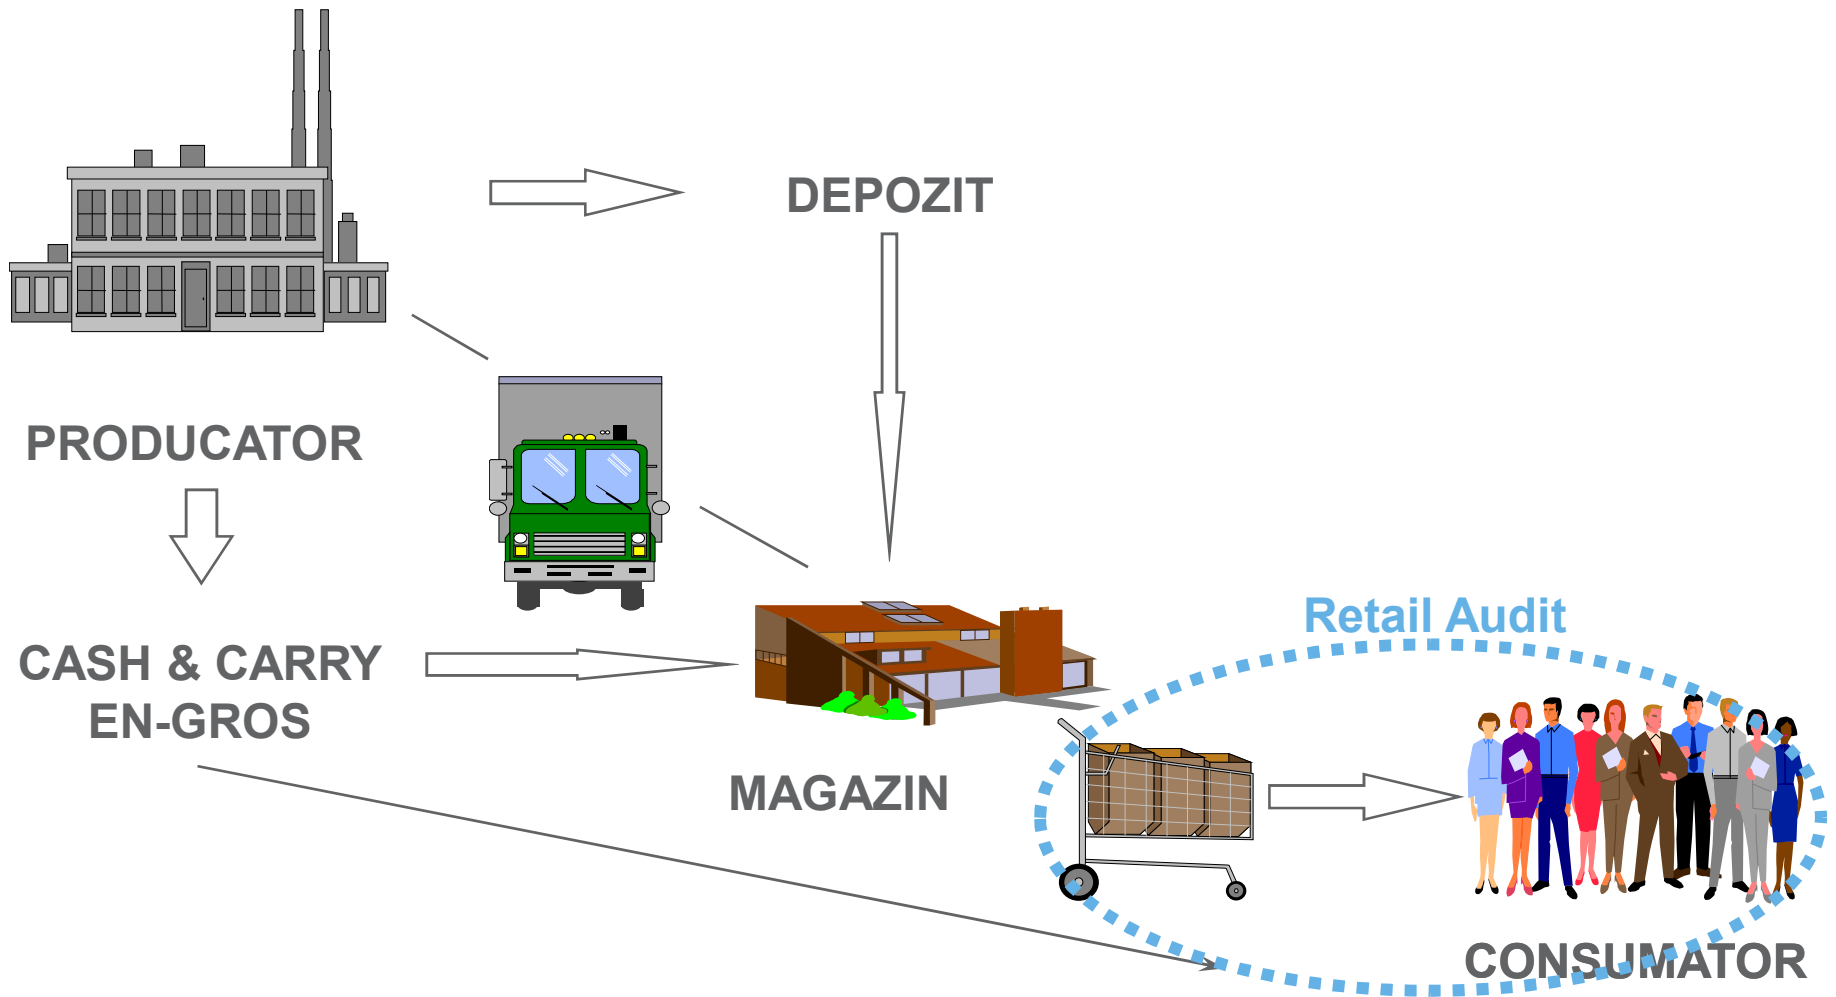 DEPOZIT
PRODUCATOR
Retail Audit
CASH & CARRY
EN-GROS
MAGAZIN
CONSUMATOR